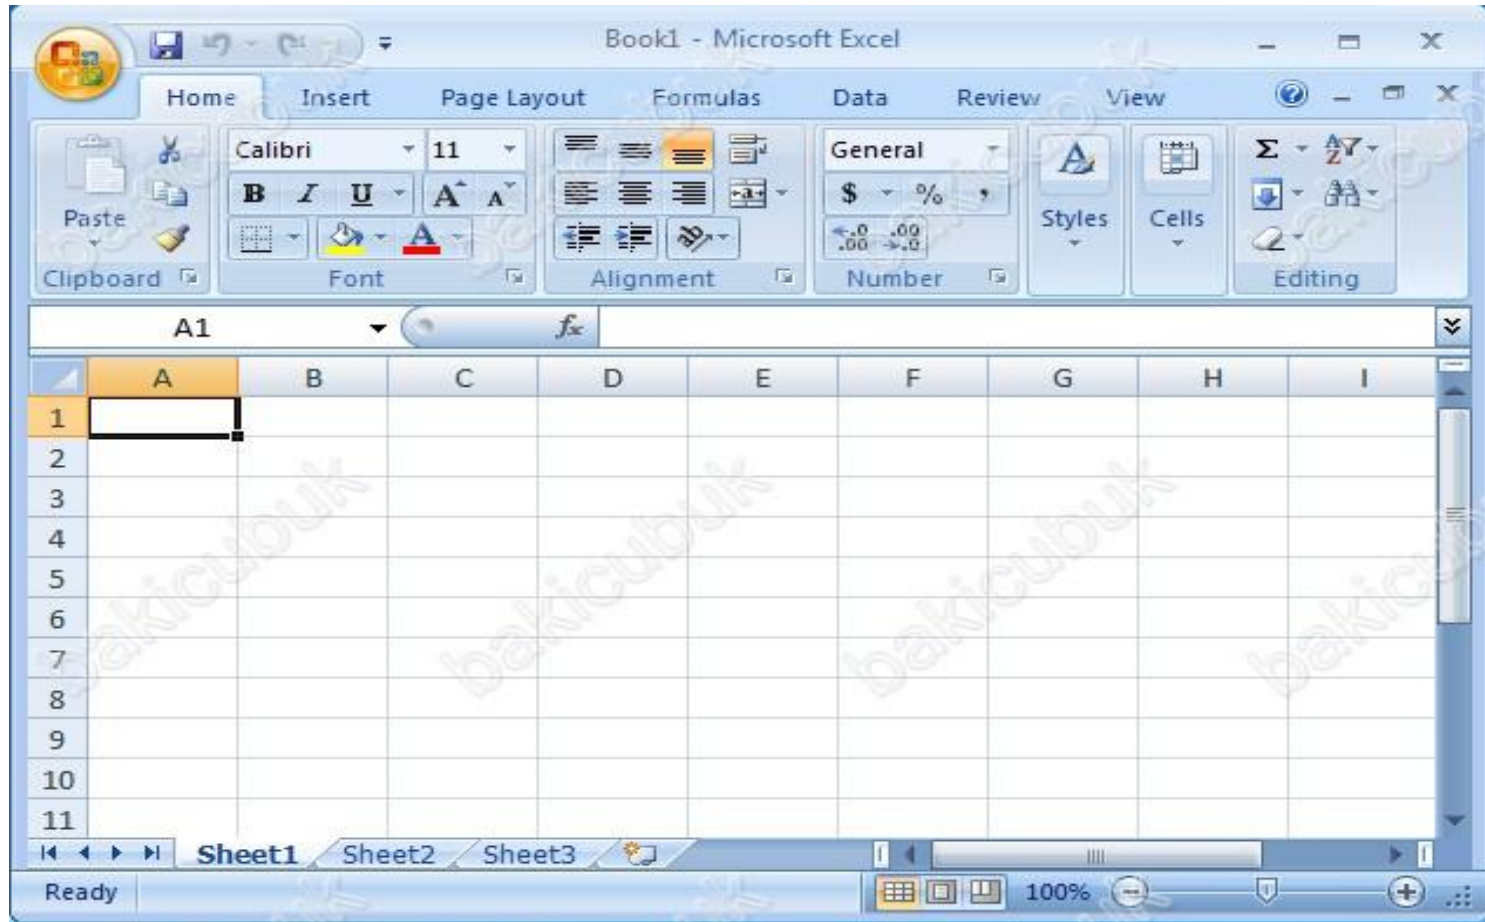 Book1 - Microsoft Excel
Home Insert Page Layout Formulas Data Review View
Calibri 11 General
B I U A A $ % , Styles Cells Σ
Paste
Clipboard Font Alignment Number Editing
A1 fx
A B C D E F G H I
1
2
3
4
5
6
7
8
9
10
11
Sheet1 Sheet2 Sheet3
Ready 100%
bakicubuk bakicubuk bakicubuk